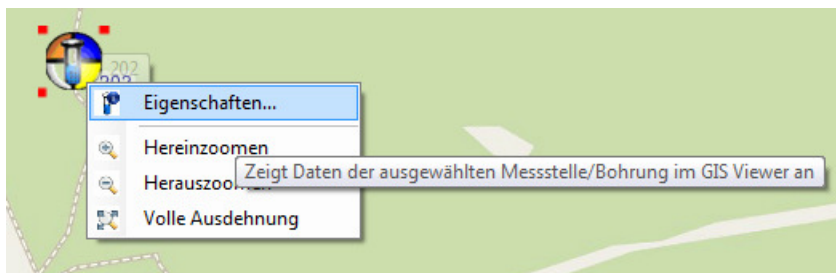 202
Eigenschaften...
Hereinzoomen
Zeigt Daten der ausgewählten Messstelle/Bohrung im GIS Viewer an
Volle Ausdehnung